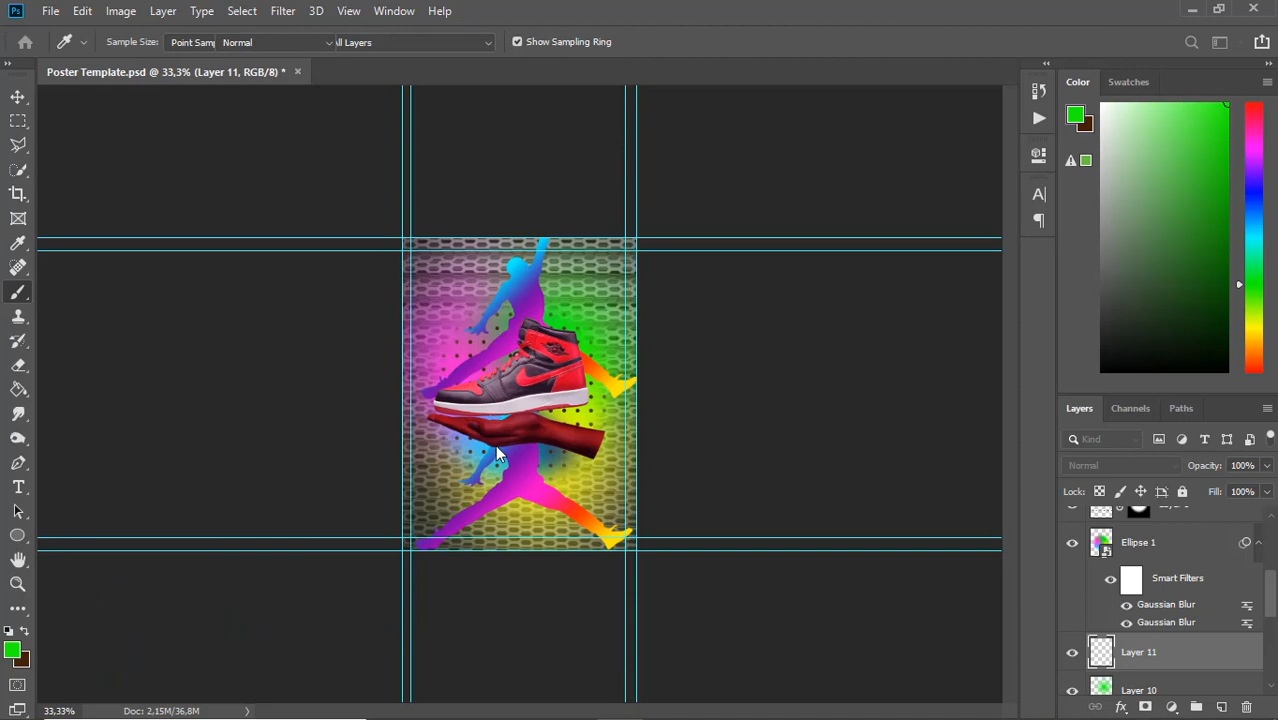 Ps File Edit Image Layer Type Select Filter 3D View Window Help
Sample Size: Point Samp Normal All Layers Show Sampling Ring
Poster Template.psd @ 33,3% (Layer 11, RGB/8) * ×
Color Swatches
A|
Layers Channels Paths
Kind T
Normal Opacity: 100%
Lock: Fill: 100%
Ellipse 1
Smart Filters
Gaussian Blur
Gaussian Blur
Layer 11
Layer 10
fx
33,33% Doc: 2,15M/36,8M